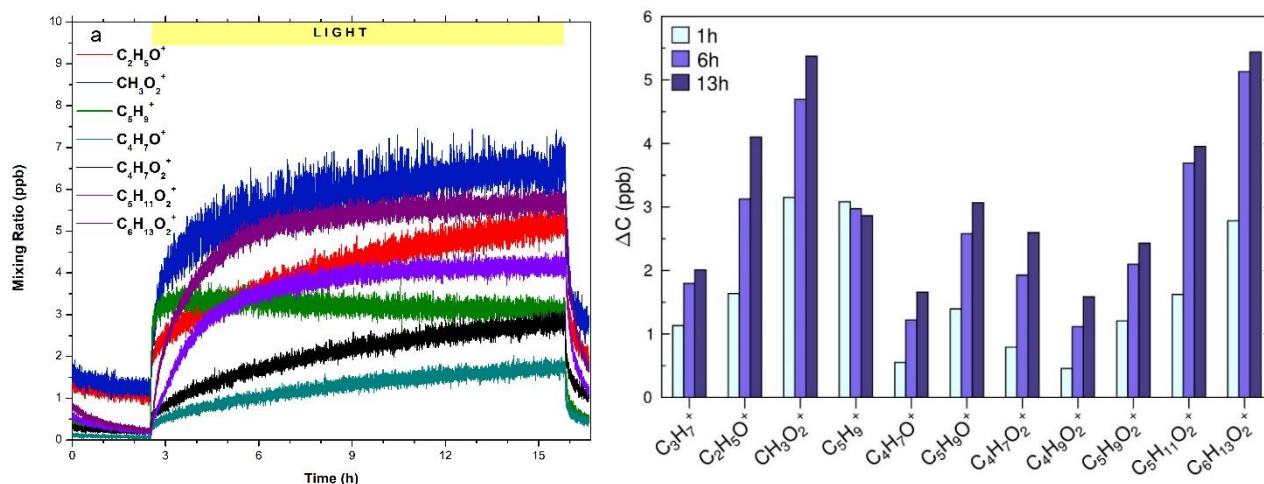 a
LIGHT
C₂H₅O⁺
CH₃O₂⁺
C₅H₉⁺
C₄H₇O⁺
C₄H₇O₂⁺
C₅H₁₁O₂⁺
C₆H₁₃O₂⁺
Mixing Ratio (ppb)
10
9
8
7
6
5
4
3
2
1
0
0 3 6 9 12 15
Time (h)
1h
6h
13h
ΔC (ppb)
6
5
4
3
2
1
0
C₃H₇⁺
C₂H₅O⁺
CH₃O₂⁺
C₅H₉⁺
C₄H₇O⁺
C₅H₉O⁺
C₄H₇O₂⁺
C₄H₉O₂⁺
C₅H₉O₂⁺
C₅H₁₁O₂⁺
C₆H₁₃O₂⁺